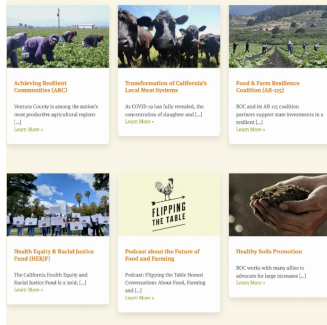 Achieving Resilient
Communities (ARC)
Ventura County is among the nation's
most productive agricultural regions
[...]
Learn More »
Transformation of California's
Local Meat Systems
As COVID-19 has fully revealed, the
concentration of slaughter and [...]
Learn More »
Food & Farm Resilience
Coalition (AB-125)
ROC and its AB 125 coalition
partners support state investments in a
resilient [...]
Learn More »
FLIPPING
THE TABLE
Health Equity & Racial Justice
Fund (HERJF)
The California Health Equity and
Racial Justice Fund is a bold, [...]
Learn More »
Podcast about the Future of
Food and Farming
Podcast: Flipping the Table Honest
Conversations About Food, Farming
and [...]
Learn More »
Healthy Soils Promotion
ROC works with many allies to
advocate for large increases [...]
Learn More »